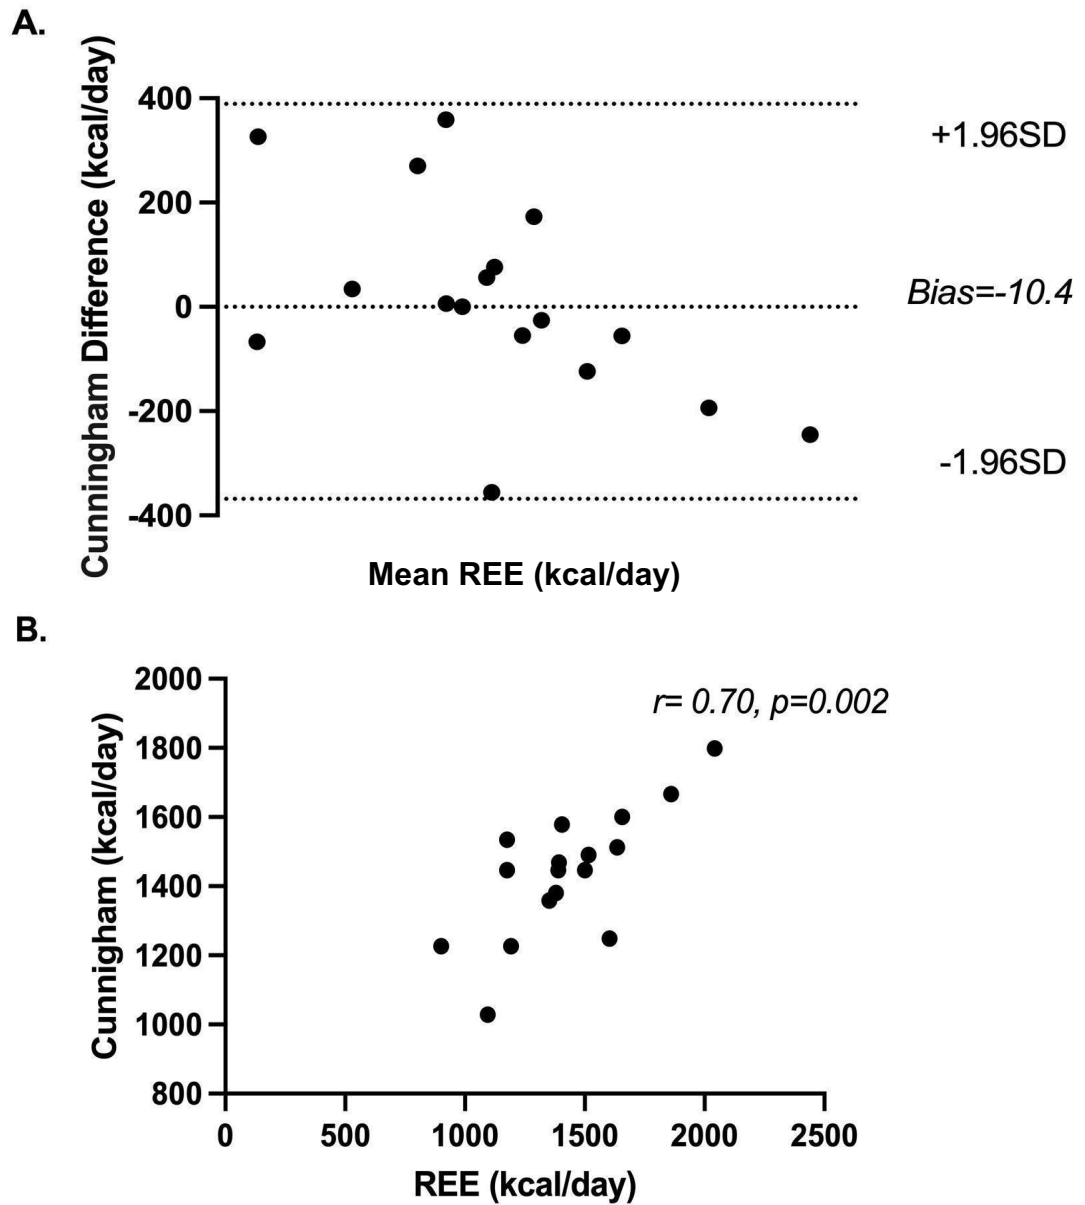 A.
Cunningham Difference (kcal/day)
400
200
0
-200
-400
+1.96SD
Bias=-10.4
-1.96SD
Mean REE (kcal/day)
B.
Cunnigham (kcal/day)
2000
1800
1600
1400
1200
1000
800
r= 0.70, p=0.002
0 500 1000 1500 2000 2500
REE (kcal/day)